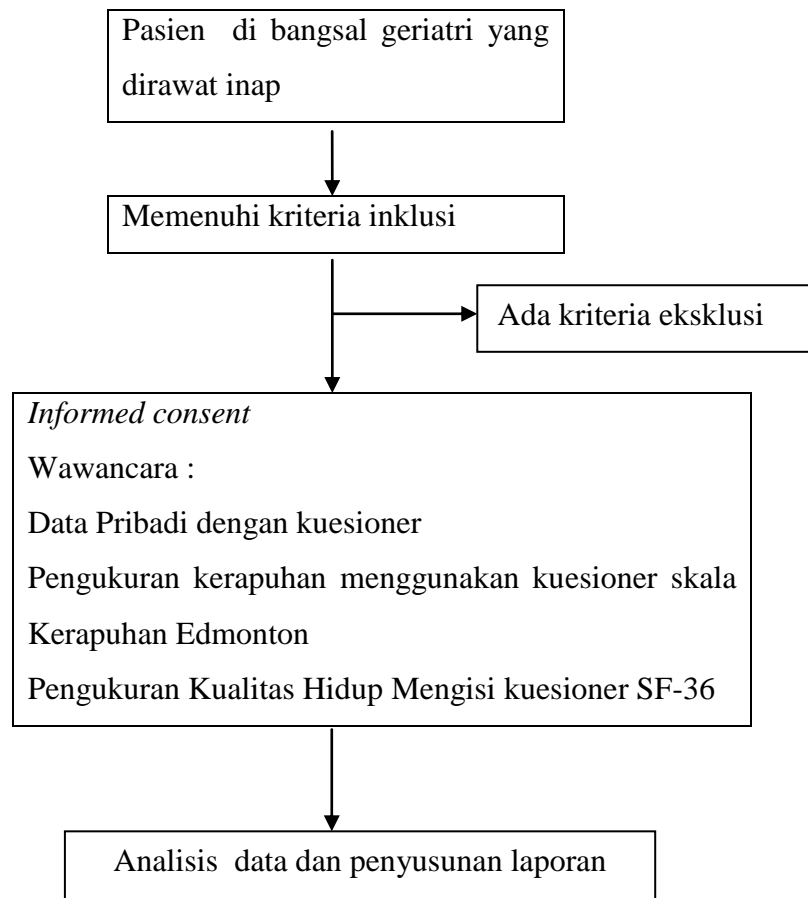 Pasien di bangsal geriatri yang
dirawat inap
Memenuhi kriteria inklusi
Ada kriteria eksklusi
Informed consent
Wawancara :
Data Pribadi dengan kuesioner
Pengukuran kerapuhan menggunakan kuesioner skala
Kerapuhan Edmonton
Pengukuran Kualitas Hidup Mengisi kuesioner SF-36
Analisis data dan penyusunan laporan